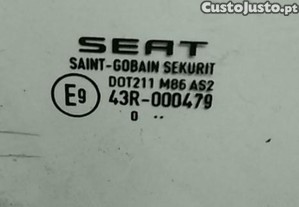 CustoJusto.pt
SEAT
SAINT-GOBAIN SEKURIT
DOT211 M86 AS2
E9 43R-000479
0 ..